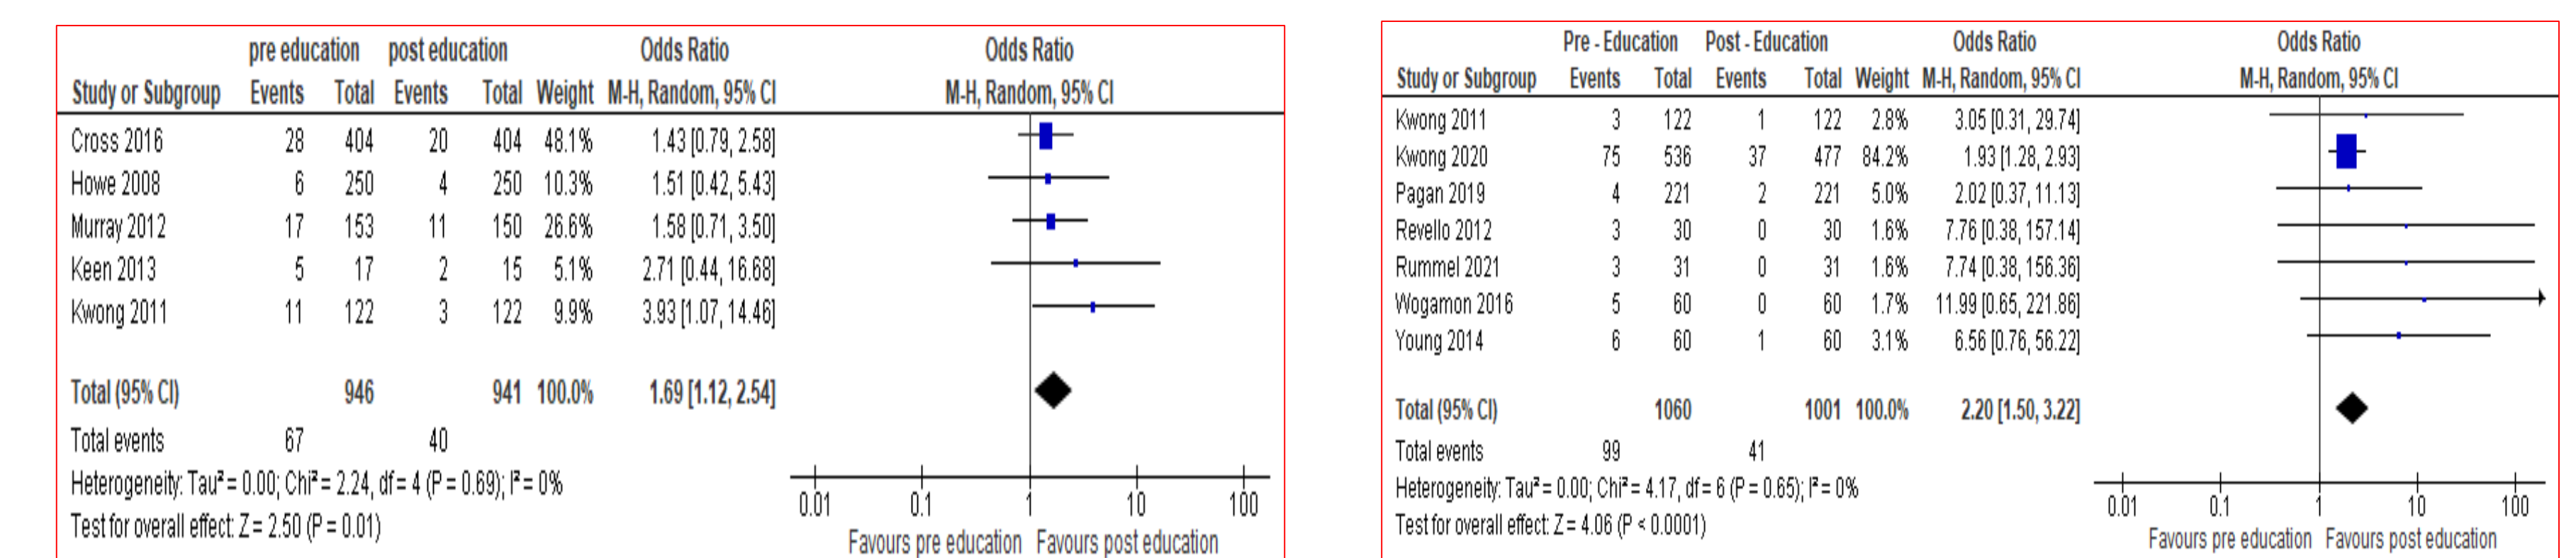 pre education post education Odds Ratio Odds Ratio
Study or Subgroup Events Total Events Total Weight M-H, Random, 95% CI M-H, Random, 95% CI
Cross 2016 28 404 20 404 48.1% 1.43 [0.79, 2.58]
Howe 2008 6 250 4 250 10.3% 1.51 [0.42, 5.43]
Murray 2012 17 153 11 150 26.6% 1.58 [0.71, 3.50]
Keen 2013 5 17 2 15 5.1% 2.71 [0.44, 16.68]
Kwong 2011 11 122 3 122 9.9% 3.93 [1.07, 14.46]
Total (95% CI) 946 941 100.0% 1.69 [1.12, 2.54]
Total events 67 40
Heterogeneity: Tau² = 0.00; Chi² = 2.24, df = 4 (P = 0.69); I² = 0%
Test for overall effect: Z = 2.50 (P = 0.01)
0.01 0.1 1 10 100
Favours pre education Favours post education
Pre - Education Post - Education Odds Ratio Odds Ratio
Study or Subgroup Events Total Events Total Weight M-H, Random, 95% CI M-H, Random, 95% CI
Kwong 2011 3 122 1 122 2.8% 3.05 [0.31, 29.74]
Kwong 2020 75 536 37 477 84.2% 1.93 [1.28, 2.93]
Pagan 2019 4 221 2 221 5.0% 2.02 [0.37, 11.13]
Revello 2012 3 30 0 30 1.6% 7.76 [0.38, 157.14]
Rummel 2021 3 31 0 31 1.6% 7.74 [0.38, 156.36]
Wogamon 2016 5 60 0 60 1.7% 11.99 [0.65, 221.86]
Young 2014 6 60 1 60 3.1% 6.56 [0.76, 56.22]
Total (95% CI) 1060 1001 100.0% 2.20 [1.50, 3.22]
Total events 99 41
Heterogeneity: Tau² = 0.00; Chi² = 4.17, df = 6 (P = 0.65); I² = 0%
Test for overall effect: Z = 4.06 (P < 0.0001)
0.01 0.1 1 10 100
Favours pre education Favours post education